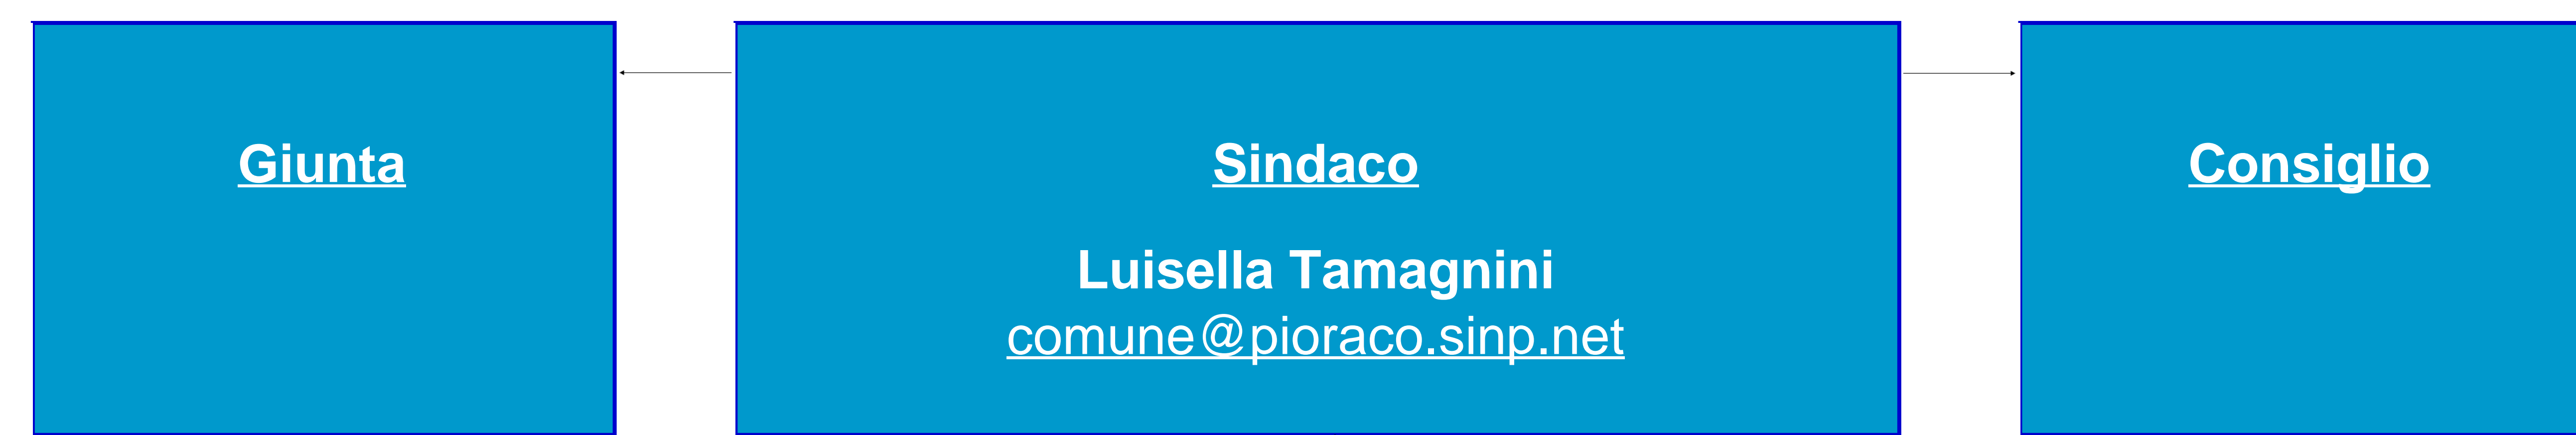 Giunta
Sindaco
Luisella Tamagnini
comune@pioraco.sinp.net
Consiglio